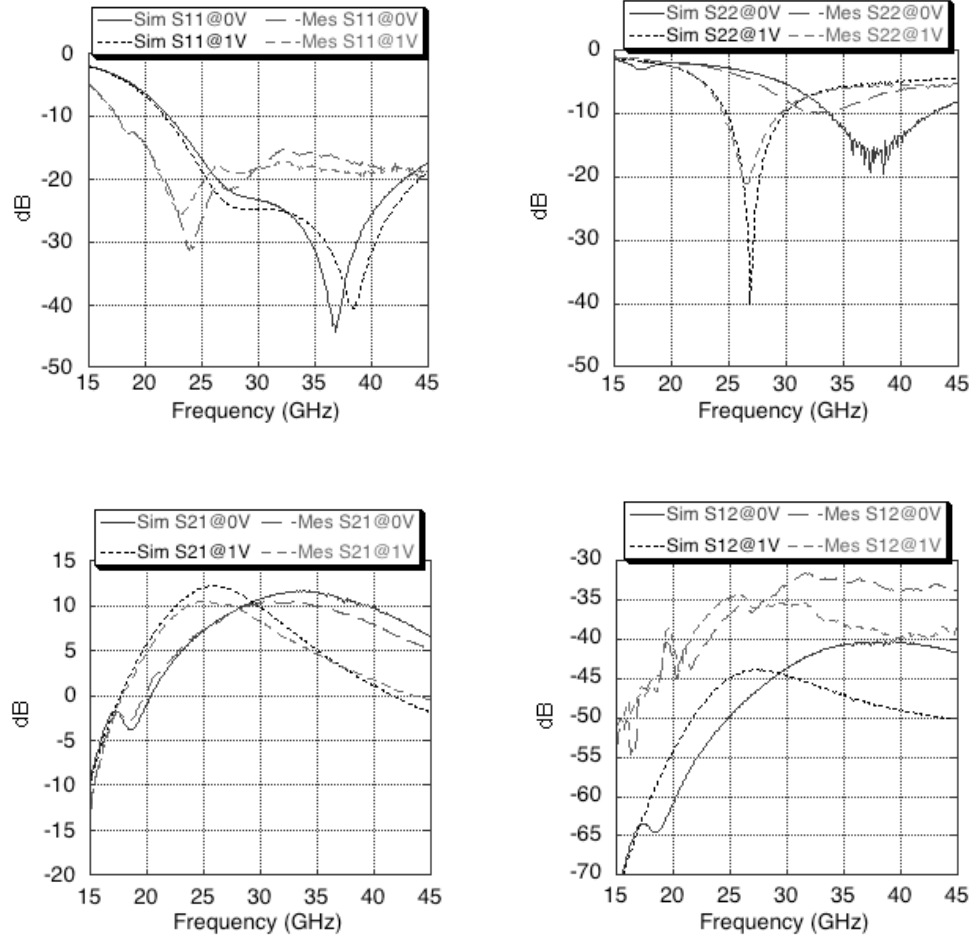 Sim S11@0V -Mes S11@0V
Sim S11@1V -Mes S11@1V
0
-10
-20
-30
-40
-50
dB
15 20 25 30 35 40 45
Frequency (GHz)
Sim S22@0V -Mes S22@0V
Sim S22@1V -Mes S22@1V
0
-10
-20
-30
-40
-50
dB
15 20 25 30 35 40 45
Frequency (GHz)
Sim S21@0V -Mes S21@0V
Sim S21@1V -Mes S21@1V
15
10
5
0
-5
-10
-15
-20
dB
15 20 25 30 35 40 45
Frequency (GHz)
Sim S12@0V -Mes S12@0V
Sim S12@1V -Mes S12@1V
-30
-35
-40
-45
-50
-55
-60
-65
-70
dB
15 20 25 30 35 40 45
Frequency (GHz)